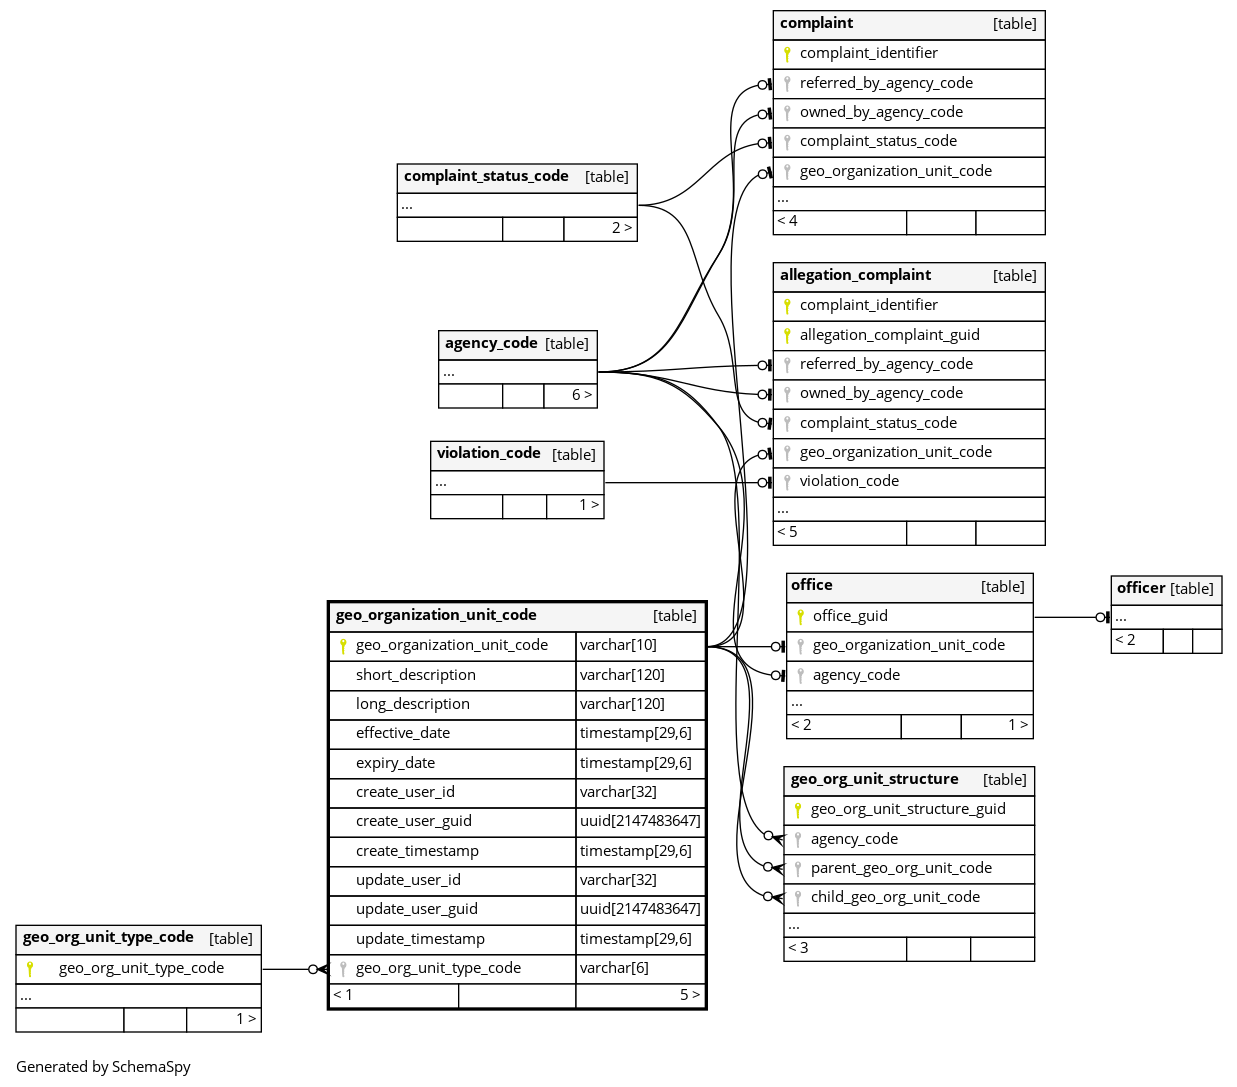 complaint [table]
complaint_identifier
referred_by_agency_code
owned_by_agency_code
complaint_status_code
geo_organization_unit_code
...
< 4
complaint_status_code [table]
...
2 >
allegation_complaint [table]
complaint_identifier
allegation_complaint_guid
referred_by_agency_code
owned_by_agency_code
complaint_status_code
geo_organization_unit_code
violation_code
...
< 5
agency_code [table]
...
6 >
violation_code [table]
...
1 >
office [table]
office_guid
geo_organization_unit_code
agency_code
...
< 2 1 >
officer [table]
...
< 2
geo_organization_unit_code [table]
geo_organization_unit_code varchar[10]
short_description varchar[120]
long_description varchar[120]
effective_date timestamp[29,6]
expiry_date timestamp[29,6]
create_user_id varchar[32]
create_user_guid uuid[2147483647]
create_timestamp timestamp[29,6]
update_user_id varchar[32]
update_user_guid uuid[2147483647]
update_timestamp timestamp[29,6]
geo_org_unit_type_code varchar[6]
< 1 5 >
geo_org_unit_structure [table]
geo_org_unit_structure_guid
agency_code
parent_geo_org_unit_code
child_geo_org_unit_code
...
< 3
geo_org_unit_type_code [table]
geo_org_unit_type_code
...
1 >
Generated by SchemaSpy